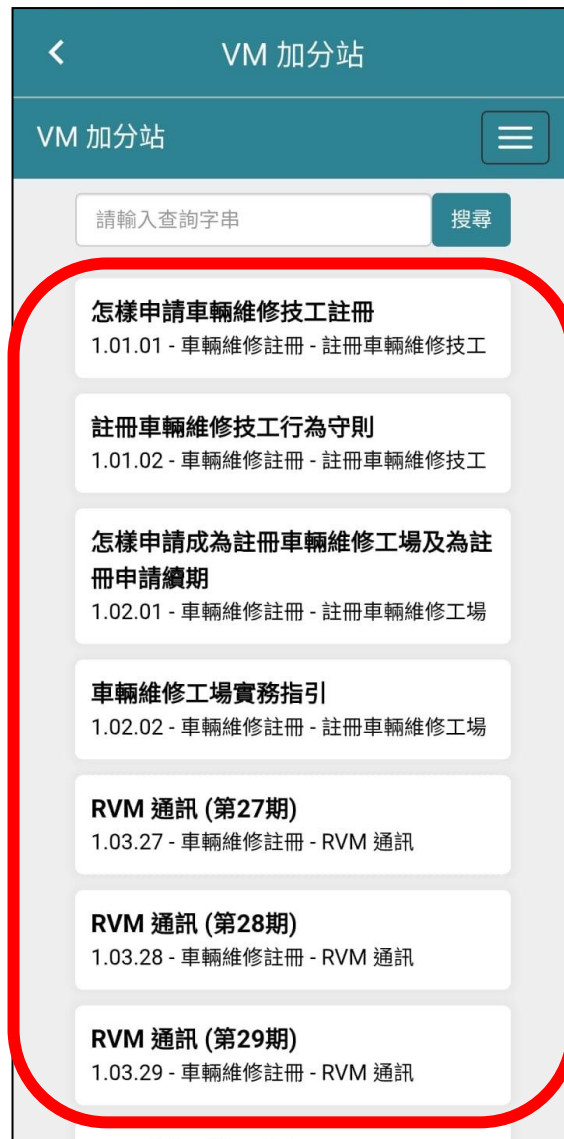 VM 加分站
VM 加分站
請輸入查詢字串
搜尋
怎樣申請車輛維修技工註冊
1.01.01 - 車輛維修註冊 - 註冊車輛維修技工
註冊車輛維修技工行為守則
1.01.02 - 車輛維修註冊 - 註冊車輛維修技工
怎樣申請成為註冊車輛維修工場及為註
冊申請續期
1.02.01 - 車輛維修註冊 - 註冊車輛維修工場
車輛維修工場實務指引
1.02.02 - 車輛維修註冊 - 註冊車輛維修工場
RVM 通訊 (第27期)
1.03.27 - 車輛維修註冊 - RVM 通訊
RVM 通訊 (第28期)
1.03.28 - 車輛維修註冊 - RVM 通訊
RVM 通訊 (第29期)
1.03.29 - 車輛維修註冊 - RVM 通訊